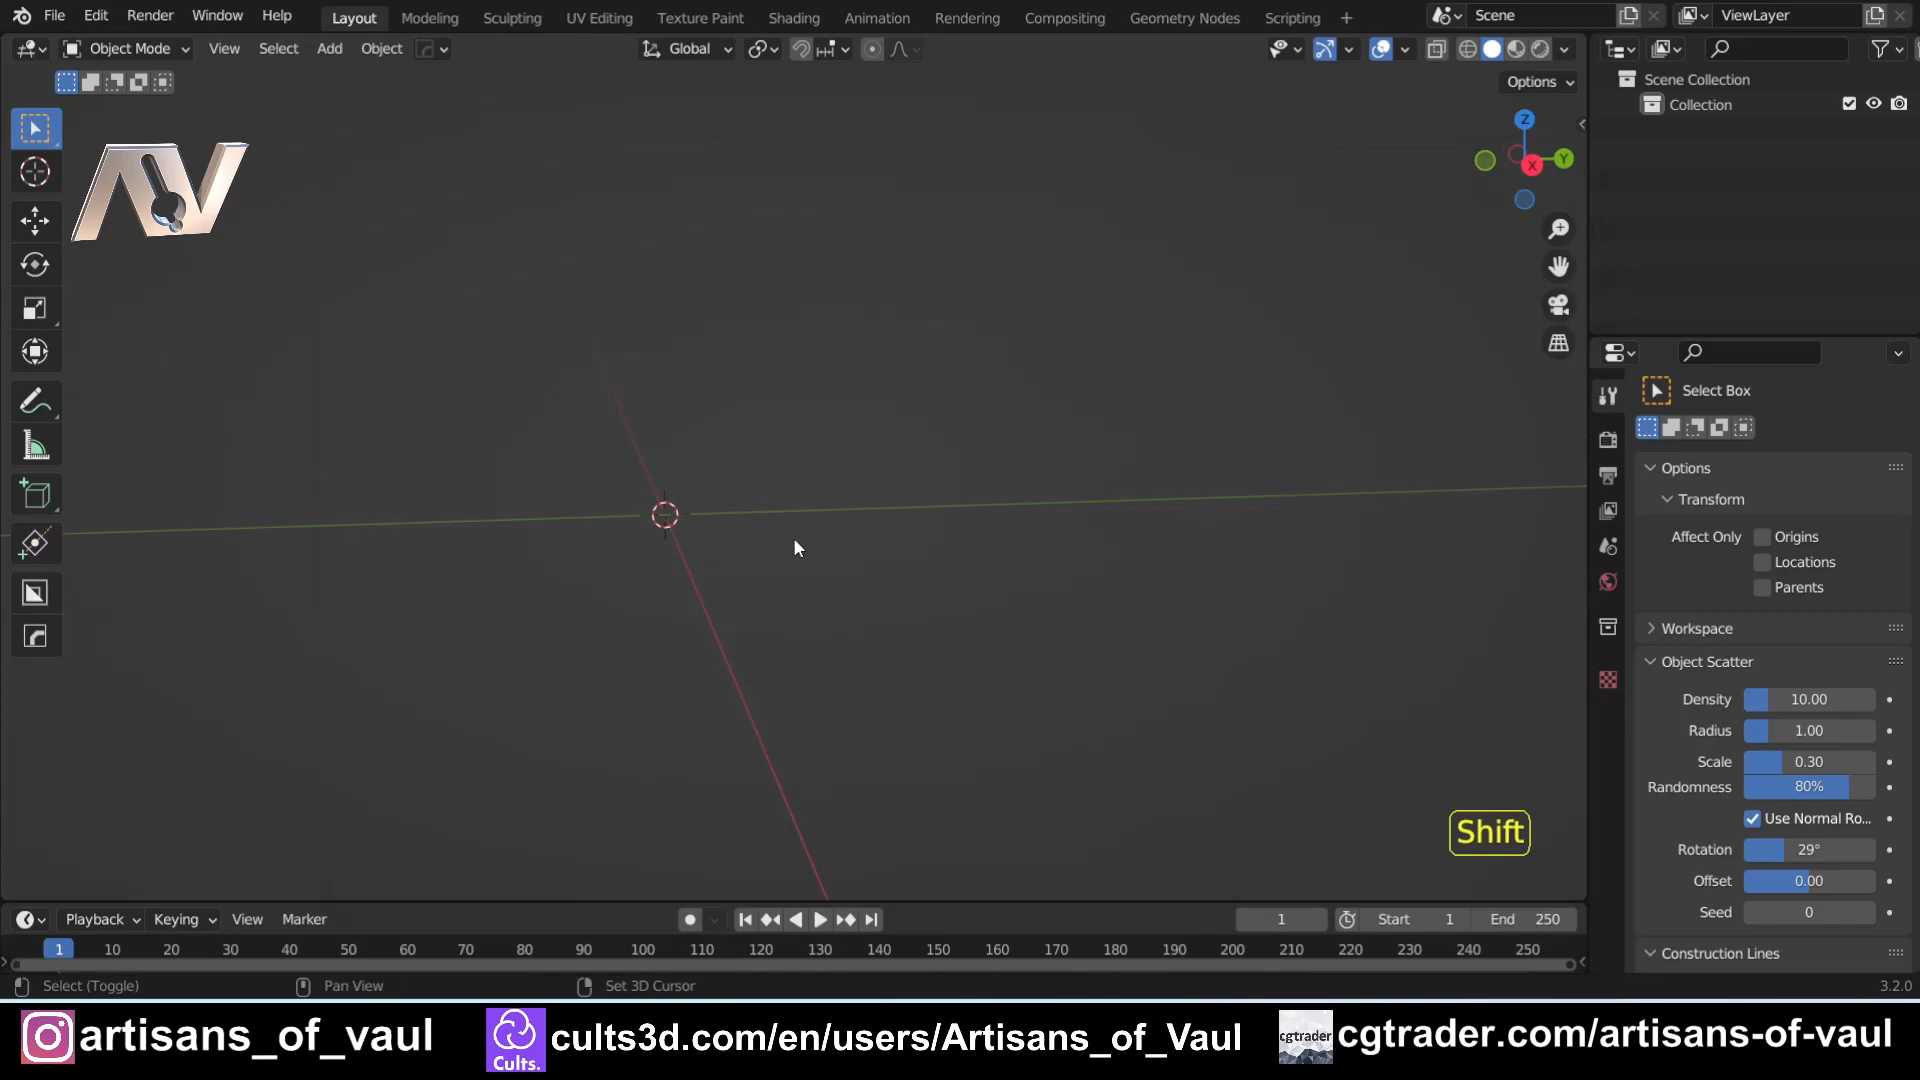 File Edit Render Window Help Layout Modeling Sculpting UV Editing Texture Paint Shading Animation Rendering Compositing Geometry Nodes Scripting + Scene ViewLayer
Object Mode View Select Add Object Global
Options
Scene Collection
Collection
Z
X
Y
AV
Select Box
Options
Transform
Affect Only Origins
Locations
Parents
Workspace
Object Scatter
Density 10.00
Radius 1.00
Scale 0.30
Randomness 80%
Use Normal Ro...
Rotation 29°
Offset 0.00
Seed 0
Construction Lines
Shift
Playback Keying View Marker 1 Start 1 End 250
1 10 20 30 40 50 60 70 80 90 100 110 120 130 140 150 160 170 180 190 200 210 220 230 240 250
Select (Toggle) Pan View Set 3D Cursor 3.2.0
artisans_of_vaul Cults. cults3d.com/en/users/Artisans_of_Vaul cgtrader cgtrader.com/artisans-of-vaul